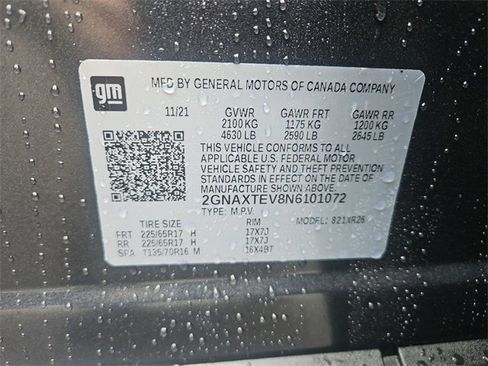 gm
MFD BY GENERAL MOTORS OF CANADA COMPANY
11/21 GVWR GAWR FRT GAWR RR
2100 KG 1175 KG 1200 KG
4630 LB 2590 LB 2645 LB
THIS VEHICLE CONFORMS TO ALL
APPLICABLE U.S. FEDERAL MOTOR
VEHICLE SAFETY AND THEFT PREVENTION
STANDARDS IN EFFECT ON THE DATE OF
MANUFACTURE SHOWN ABOVE.
2GNAXTEV8N6101072
TYPE: M.P.V. MODEL: 821XR26
TIRE SIZE RIM
FRT 225/65R17 H 17X7J
RR 225/65R17 H 17X7J
SPA T135/70R16 M 16X4BT